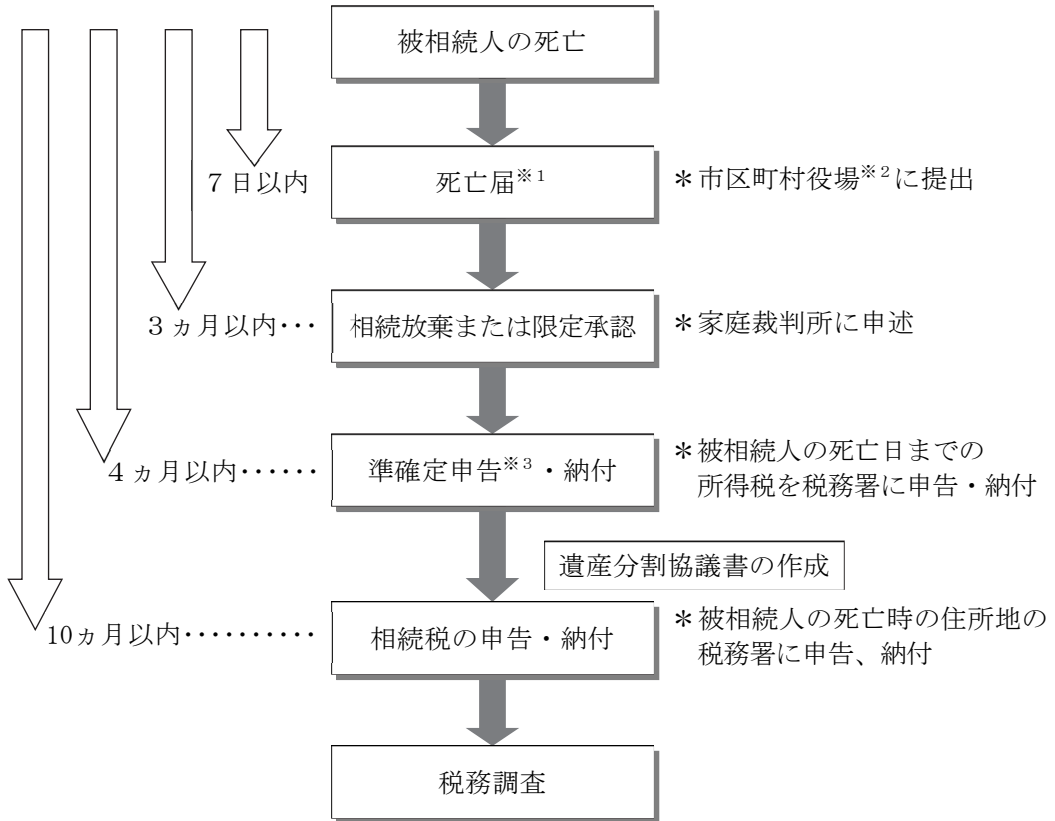 被相続人の死亡
7日以内
死亡届※1
＊市区町村役場※2に提出
3ヵ月以内･･･
相続放棄または限定承認
＊家庭裁判所に申述
4ヵ月以内･･････
準確定申告※3・納付
＊被相続人の死亡日までの
所得税を税務署に申告・納付
遺産分割協議書の作成
10ヵ月以内･･････････
相続税の申告・納付
＊被相続人の死亡時の住所地の
税務署に申告、納付
税務調査